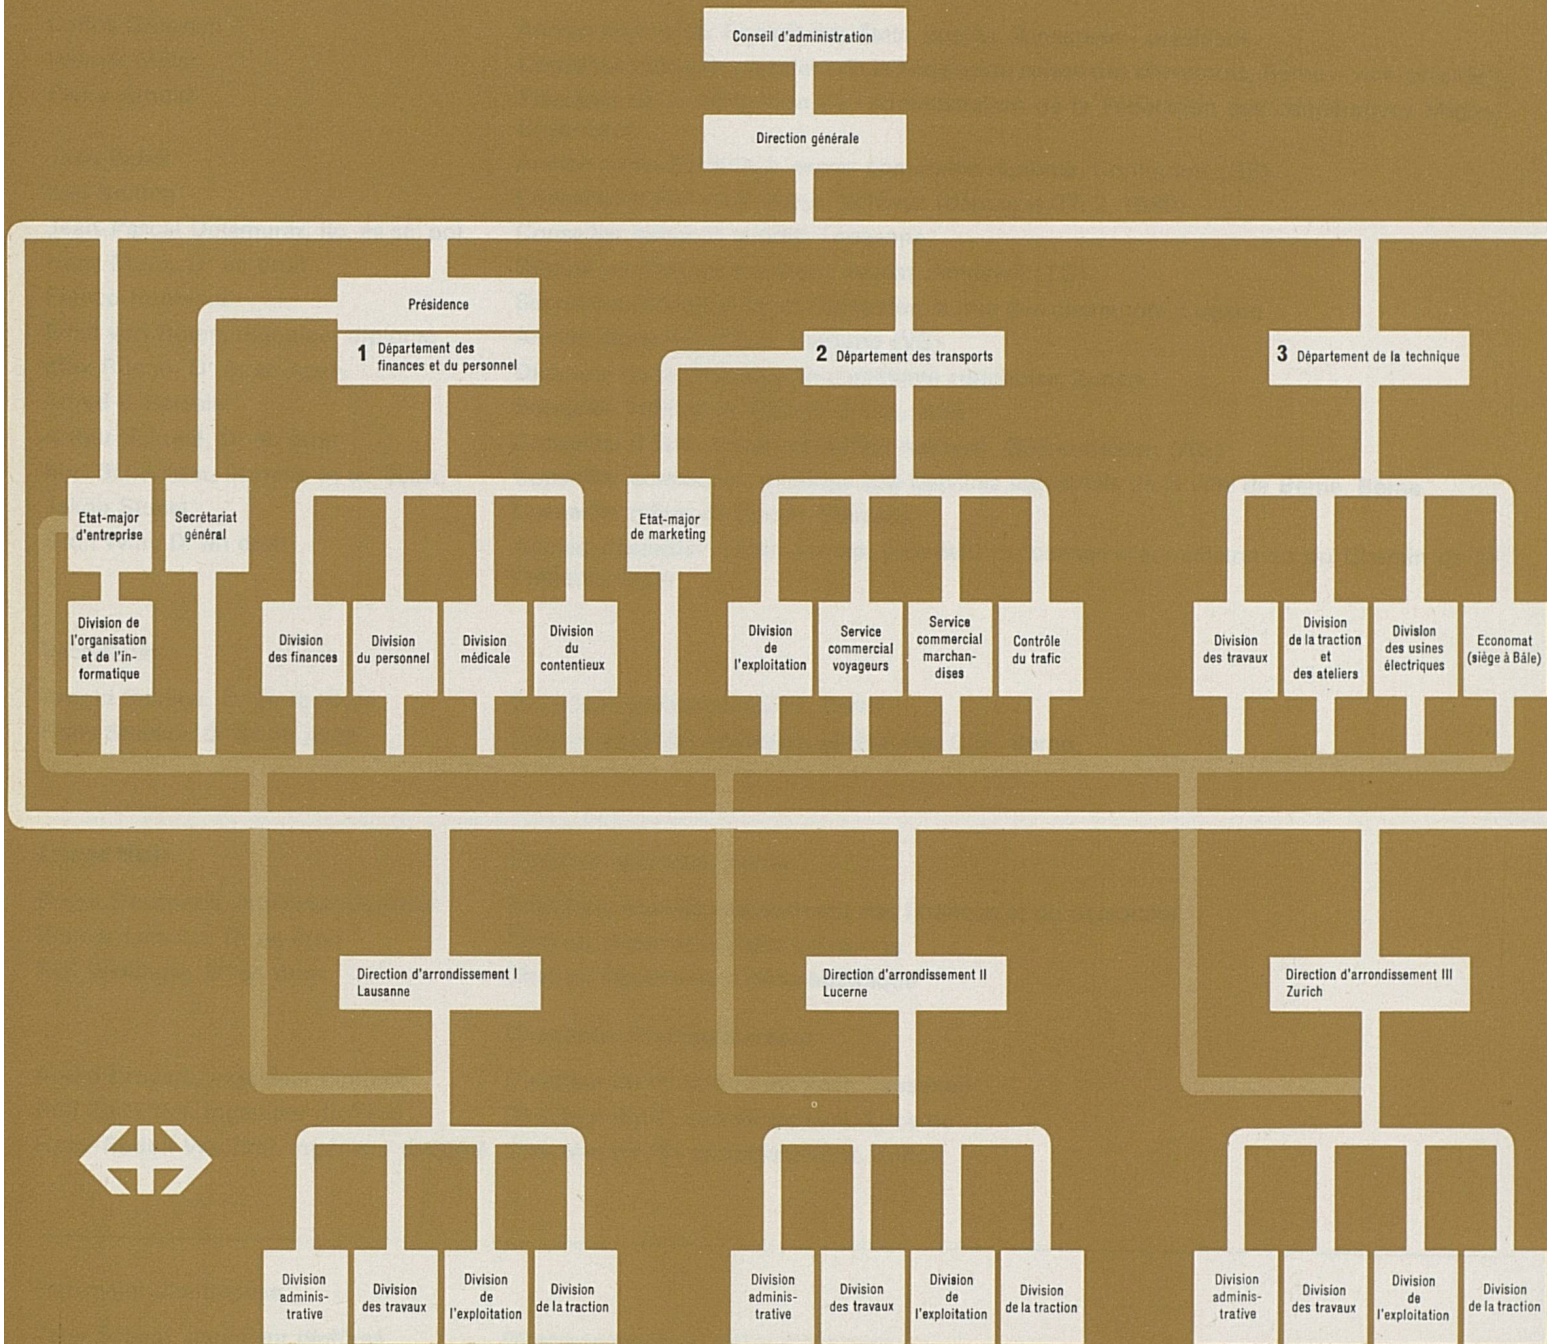 Conseil d'administration
Direction générale
Présidence
1 Département des
finances et du personnel
2 Département des transports
3 Département de la technique
Etat-major
d'entreprise
Secrétariat
général
Etat-major
de marketing
Division de
l'organisation
et de l'in-
formatique
Division
des finances
Division
du personnel
Division
médicale
Division
du
contentieux
Division
de
l'exploitation
Service
commercial
voyageurs
Service
commercial
marchan-
dises
Contrôle
du trafic
Division
des travaux
Division
de la traction
et
des ateliers
Division
des usines
électriques
Economat
(siège à Bâle)
Direction d'arrondissement I
Lausanne
Direction d'arrondissement II
Lucerne
Direction d'arrondissement III
Zurich
Division
adminis-
trative
Division
des travaux
Division
de
l'exploitation
Division
de la traction
Division
adminis-
trative
Division
des travaux
Division
de
l'exploitation
Division
de la traction
Division
adminis-
trative
Division
des travaux
Division
de
l'exploitation
Division
de la traction